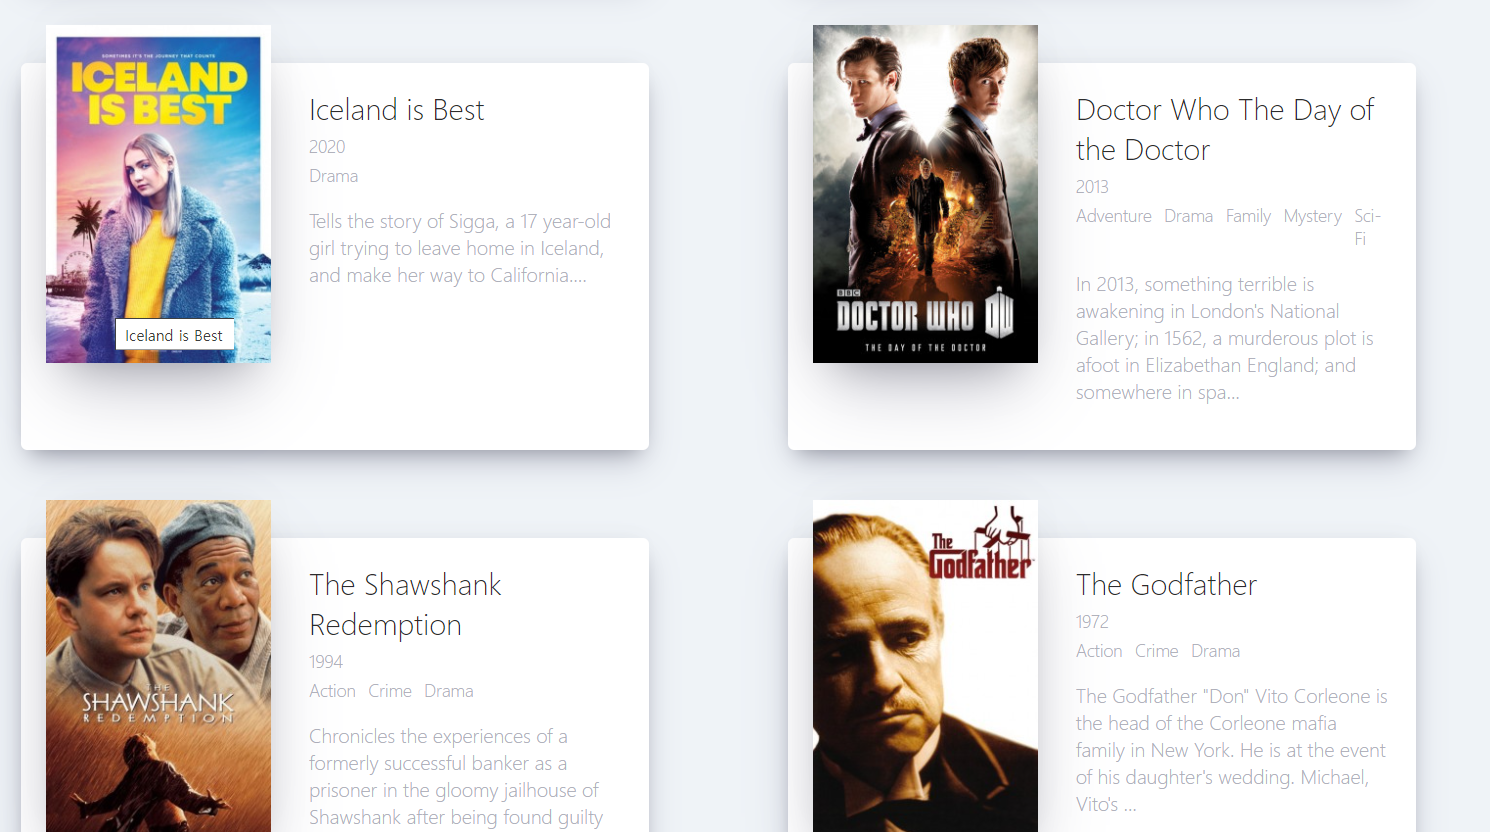 SOMETIMES IT'S THE JOURNEY THAT COUNTS
ICELAND
IS BEST
Iceland is Best
Iceland is Best
2020
Drama
Tells the story of Sigga, a 17 year-old
girl trying to leave home in Iceland,
and make her way to California....
BBC
DOCTOR WHO DW
THE DAY OF THE DOCTOR
Doctor Who The Day of
the Doctor
2013
Adventure Drama Family Mystery Sci-
Fi
In 2013, something terrible is
awakening in London's National
Gallery; in 1562, a murderous plot is
afoot in Elizabethan England; and
somewhere in spa...
THE
SHAWSHANK
REDEMPTION
The Shawshank
Redemption
1994
Action Crime Drama
Chronicles the experiences of a
formerly successful banker as a
prisoner in the gloomy jailhouse of
Shawshank after being found guilty
The
Godfather
The Godfather
1972
Action Crime Drama
The Godfather "Don" Vito Corleone is
the head of the Corleone mafia
family in New York. He is at the event
of his daughter's wedding. Michael,
Vito's ...